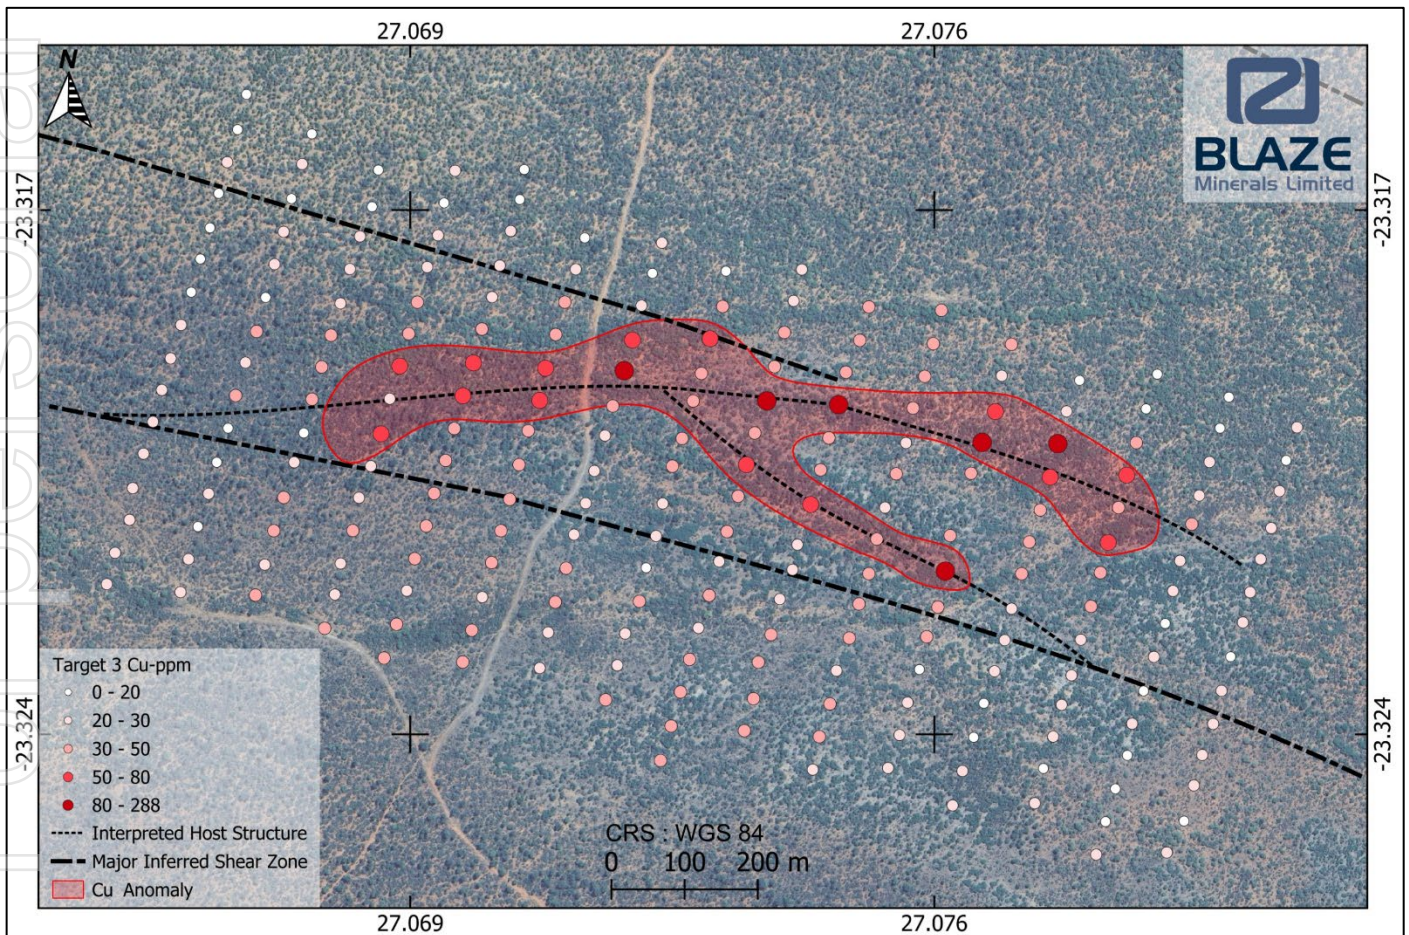 27.069 27.076
N
BLAZE
Minerals Limited
-23.317 -23.317
-23.324 -23.324
Target 3 Cu-ppm
0 - 20
20 - 30
30 - 50
50 - 80
80 - 288
Interpreted Host Structure
Major Inferred Shear Zone
Cu Anomaly
CRS : WGS 84
0 100 200 m
27.069 27.076